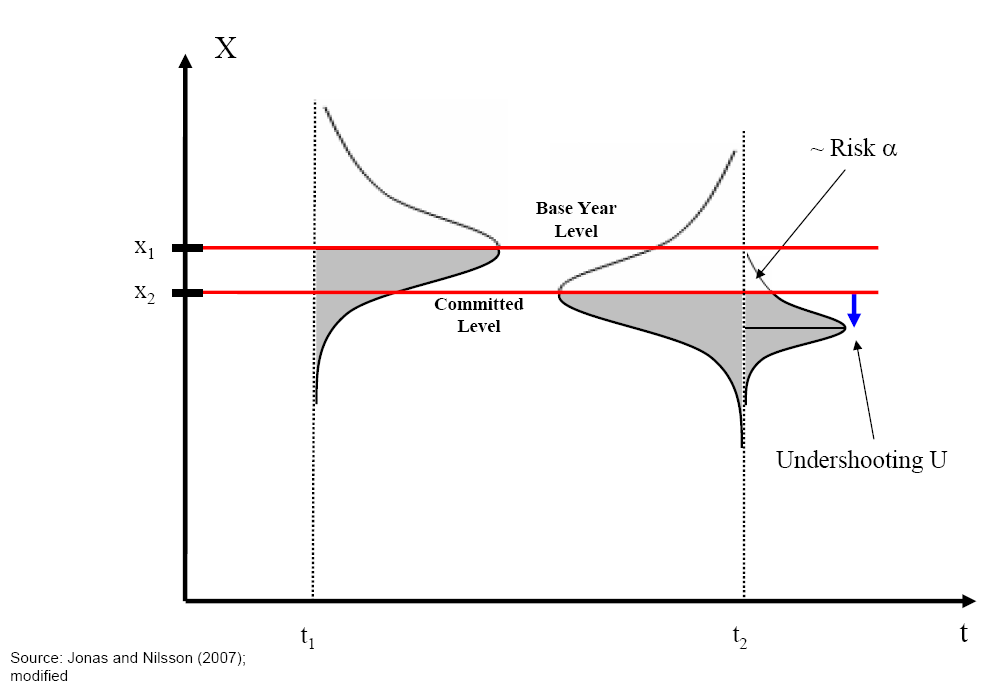 X
~ Risk α
Base Year
Level
x₁
x₂
Committed
Level
Undershooting U
t₁
t₂
t
Source: Jonas and Nilsson (2007);
modified